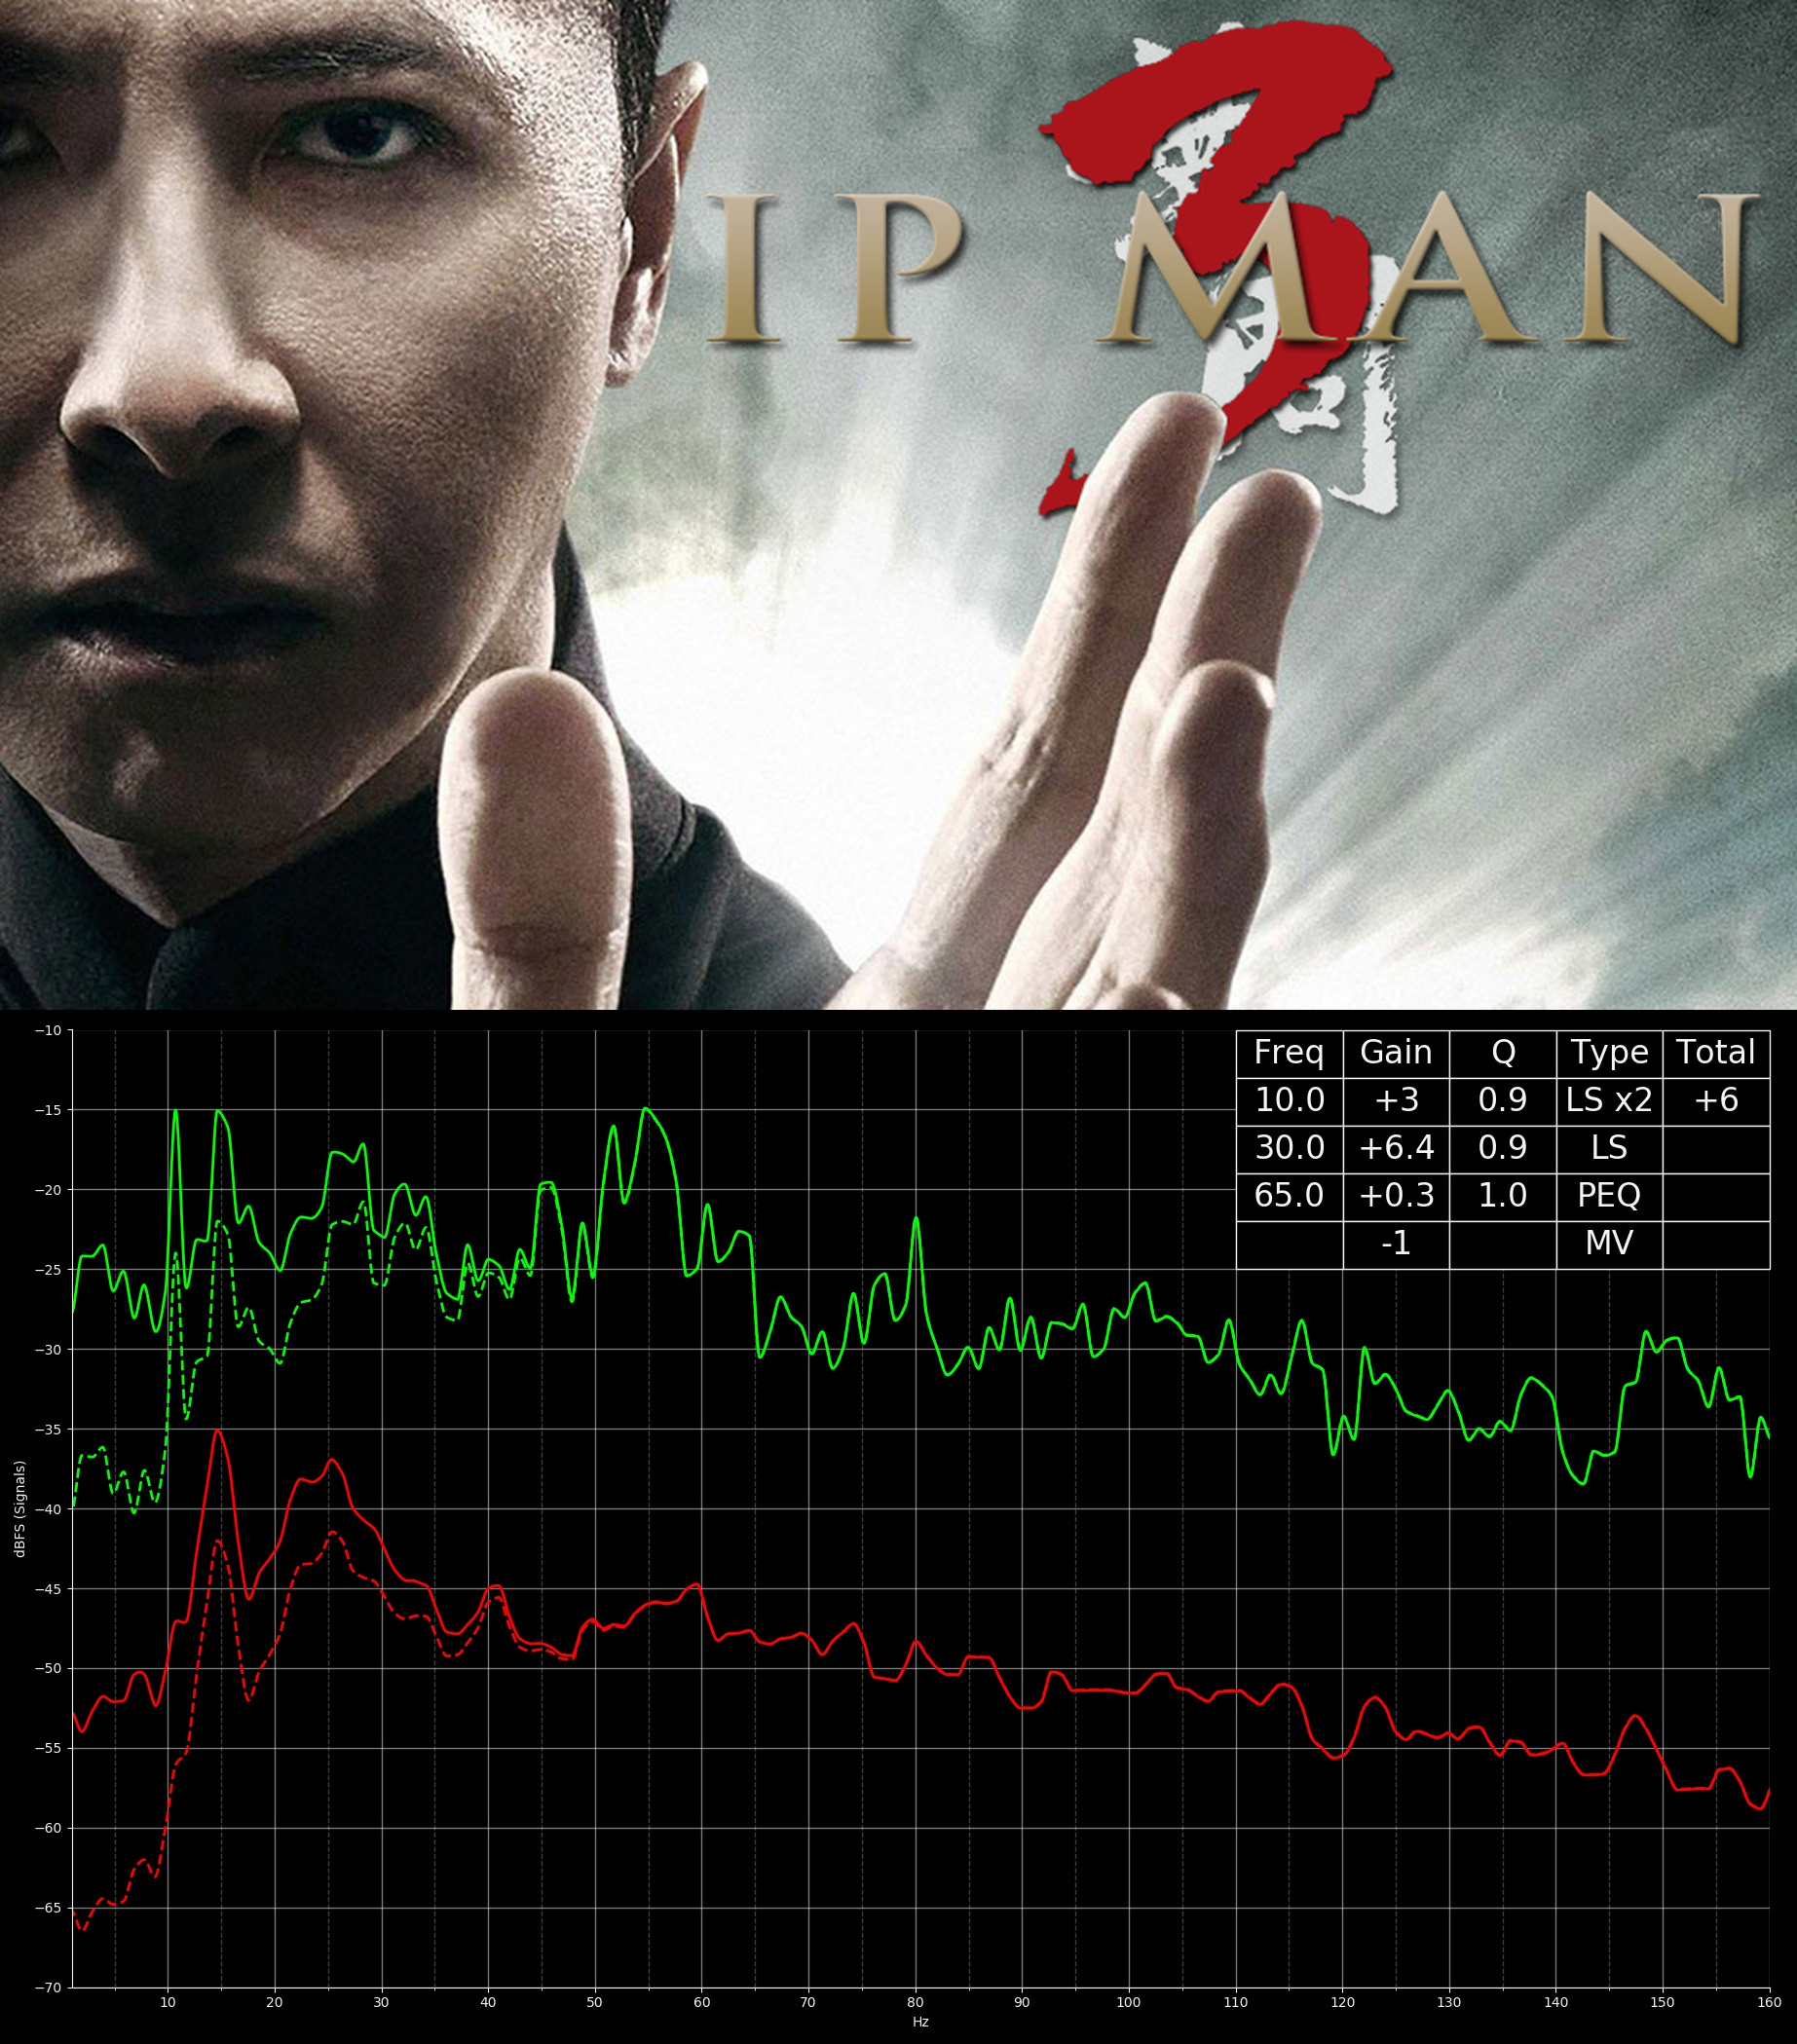 3
IP MAN
−10
−15
−20
−25
−30
−35
−40
−45
−50
−55
−60
−65
−70
dBFS (Signals)
Freq Gain Q Type Total
10.0 +3 0.9 LS x2 +6
30.0 +6.4 0.9 LS
65.0 +0.3 1.0 PEQ
-1 MV
10 20 30 40 50 60 70 80 90 100 110 120 130 140 150 160
Hz